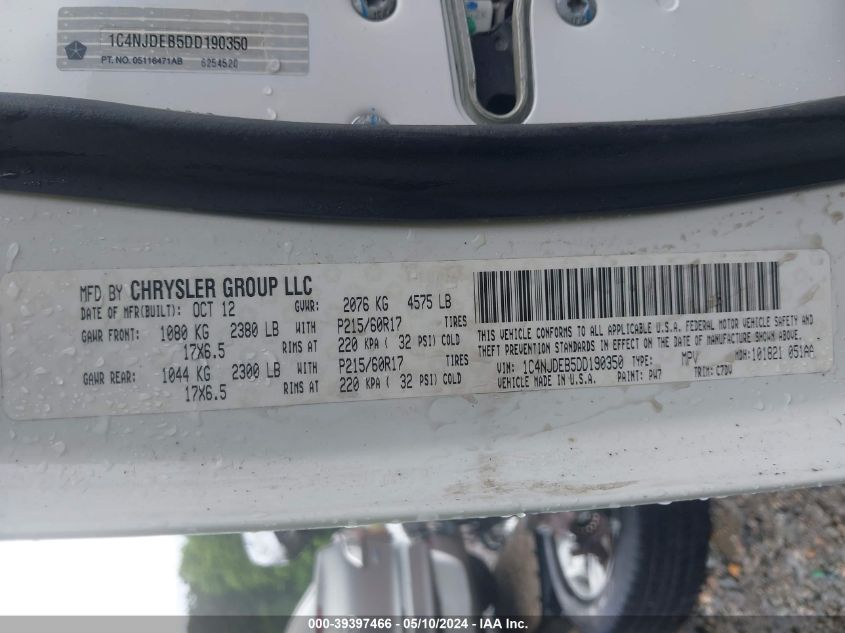 1C4NJDEB5DD190350
PT. NO. 05116471AB 6254520
MFD BY CHRYSLER GROUP LLC
DATE OF MFR(BUILT): OCT 12 GVWR: 2076 KG 4575 LB
GAWR FRONT: 1080 KG 2380 LB WITH P215/60R17 TIRES
17X6.5 RIMS AT 220 KPA ( 32 PSI) COLD
GAWR REAR: 1044 KG 2300 LB WITH P215/60R17 TIRES
17X6.5 RIMS AT 220 KPA ( 32 PSI) COLD
THIS VEHICLE CONFORMS TO ALL APPLICABLE U.S.A. FEDERAL MOTOR VEHICLE SAFETY AND
THEFT PREVENTION STANDARDS IN EFFECT ON THE DATE OF MANUFACTURE SHOWN ABOVE.
VIN: 1C4NJDEB5DD190350 TYPE: MPV MDH: 101821 051AA
VEHICLE MADE IN U.S.A. PAINT: PW7 TRIM: C7DV
000-39397466 - 05/10/2024 - IAA Inc.